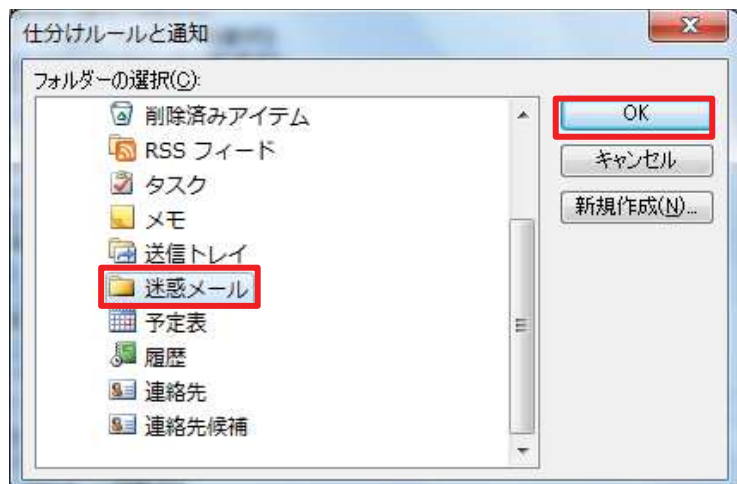 仕分けルールと通知
フォルダーの選択(C):
削除済みアイテム
RSS フィード
タスク
メモ
送信トレイ
迷惑メール
予定表
履歴
連絡先
連絡先候補
OK
キャンセル
新規作成(N)...